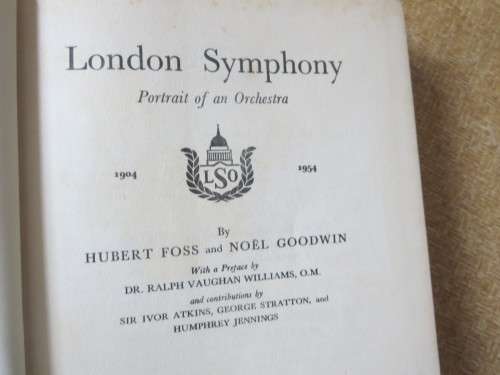 London Symphony
Portrait of an Orchestra
1904 LSO 1954
By
HUBERT FOSS and NOËL GOODWIN
With a Preface by
DR. RALPH VAUGHAN WILLIAMS, O.M.
and contributions by
SIR IVOR ATKINS, GEORGE STRATTON, and
HUMPHREY JENNINGS